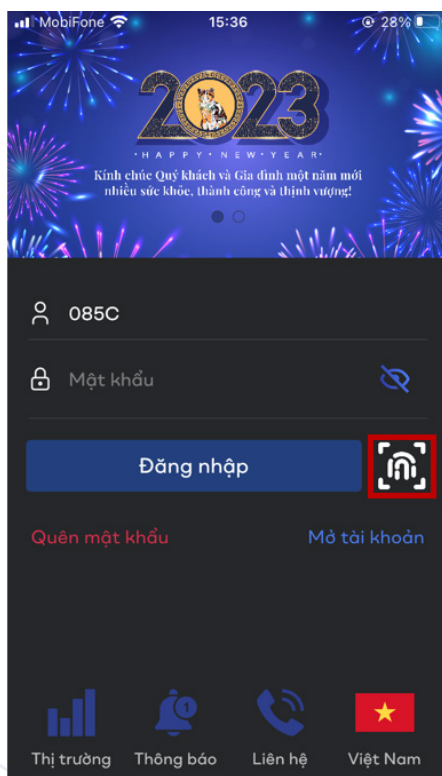 MobiFone 15:36 28%
2023
·HAPPY·NEW·YEAR·
Kính chúc Quý khách và Gia đình một năm mới
nhiều sức khỏe, thành công và thịnh vượng!
085C
Mật khẩu
Đăng nhập
Quên mật khẩu Mở tài khoản
1
Thị trường Thông báo Liên hệ Việt Nam